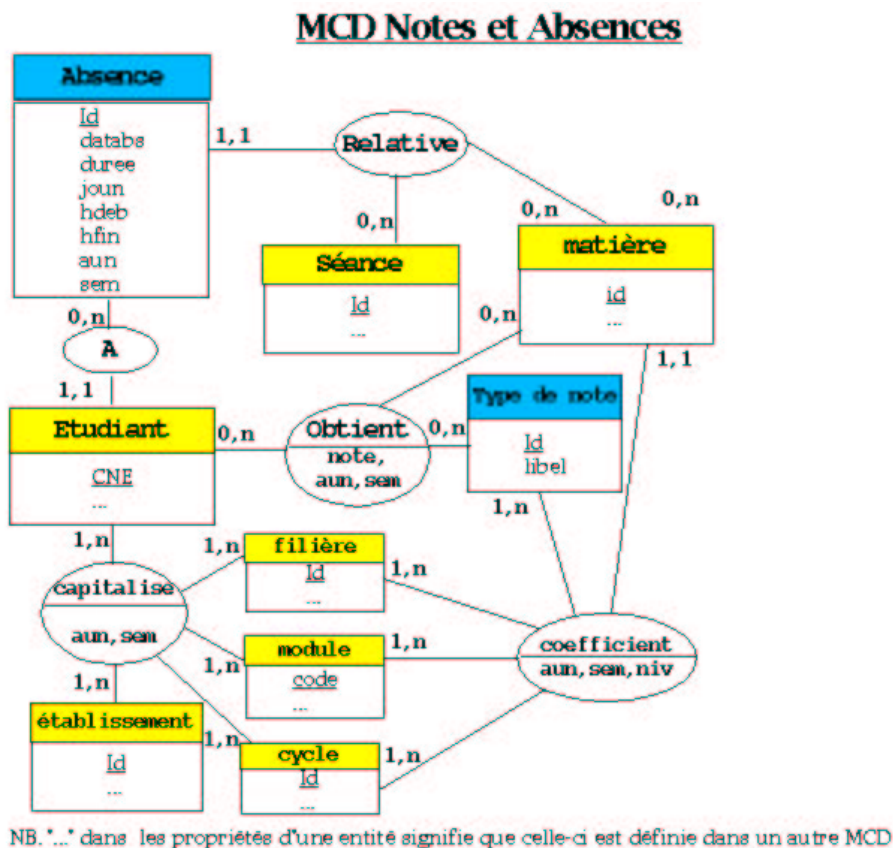 MCD Notes et Absences
Absence
Id
databs
duree
joun
hdeb
hfin
aun
sem
1,1
Relative
0,n
0,n
0,n
Séance
Id
...
matière
id
...
0,n
A
1,1
0,n
1,1
Etudiant
CNE
...
0,n
Obtient
note,
aun,sem
0,n
Type de note
Id
libel
1,n
1,n
capitalise
aun,sem
1,n
filière
Id
...
1,n
1,n
module
code
...
1,n
coefficient
aun,sem,niv
1,n
établissement
Id
...
1,n
cycle
Id
...
1,n
NB."..." dans les propriétés d'une entité signifie que celle-ci est définie dans un autre MCD